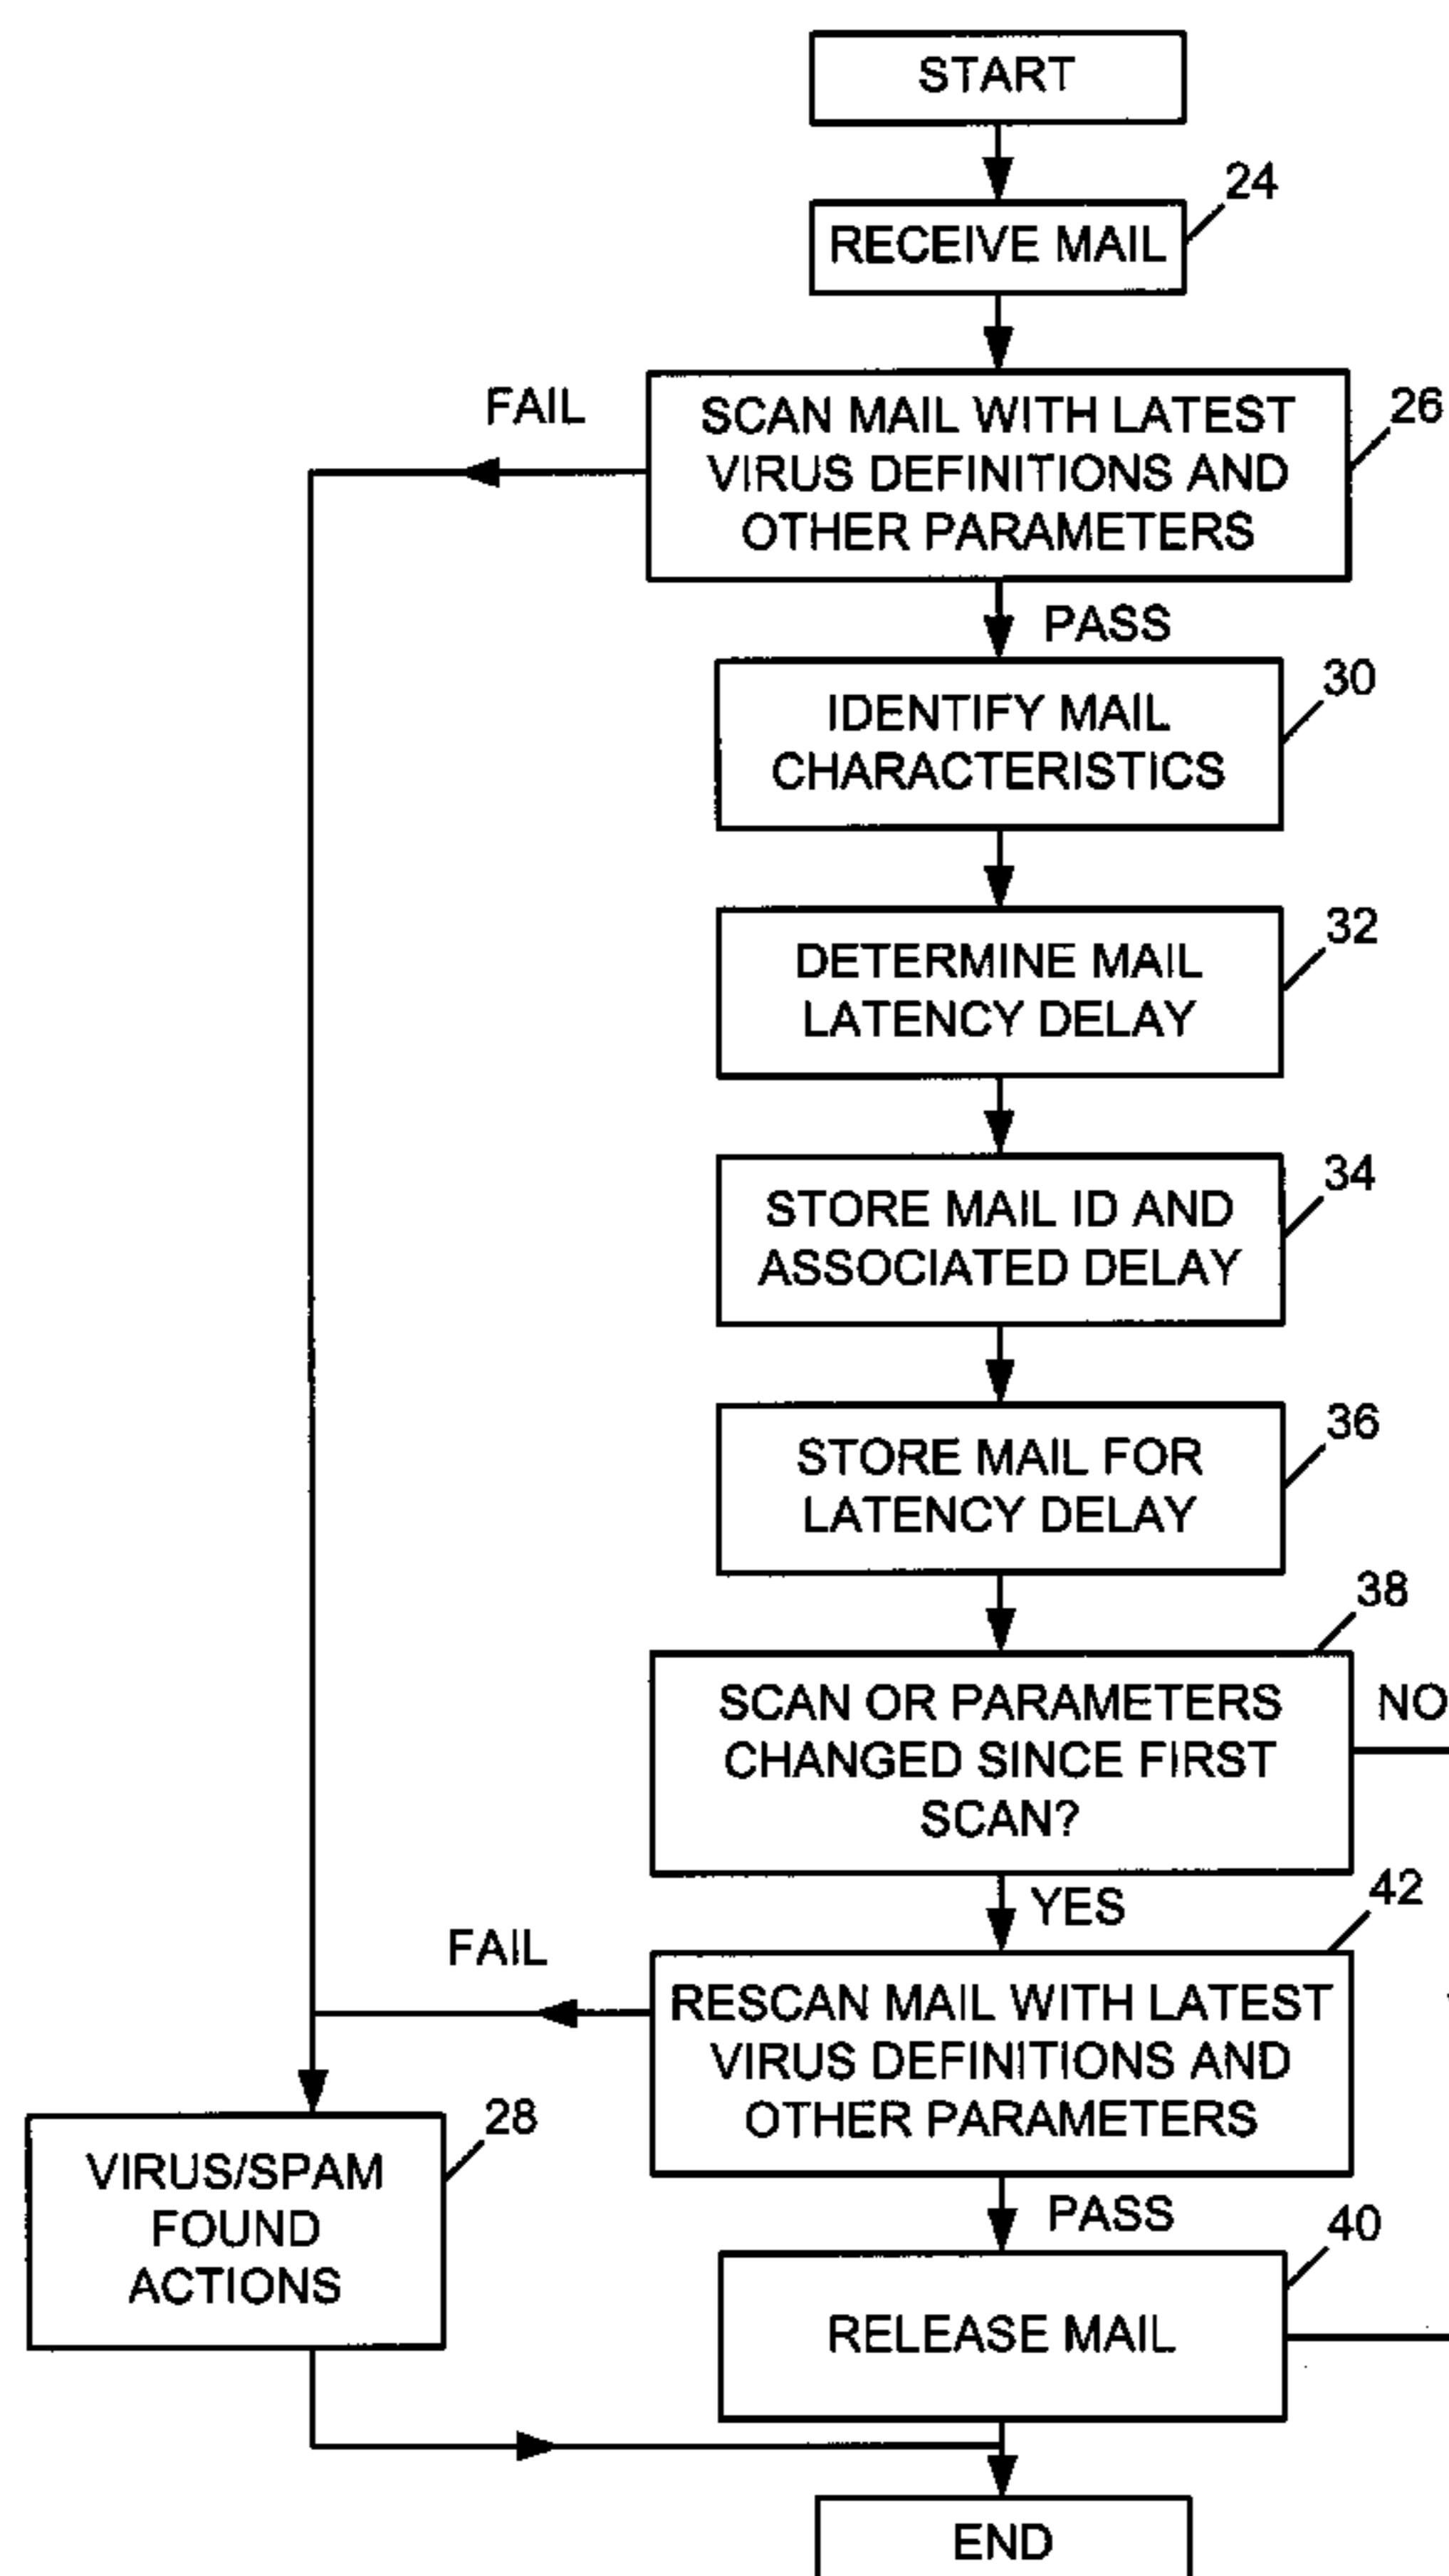 START
24
RECEIVE MAIL
FAIL
SCAN MAIL WITH LATEST
VIRUS DEFINITIONS AND
OTHER PARAMETERS
26
PASS
30
IDENTIFY MAIL
CHARACTERISTICS
32
DETERMINE MAIL
LATENCY DELAY
34
STORE MAIL ID AND
ASSOCIATED DELAY
36
STORE MAIL FOR
LATENCY DELAY
38
SCAN OR PARAMETERS
CHANGED SINCE FIRST
SCAN?
NO
YES
42
FAIL
RESCAN MAIL WITH LATEST
VIRUS DEFINITIONS AND
OTHER PARAMETERS
28
VIRUS/SPAM
FOUND
ACTIONS
PASS
40
RELEASE MAIL
END